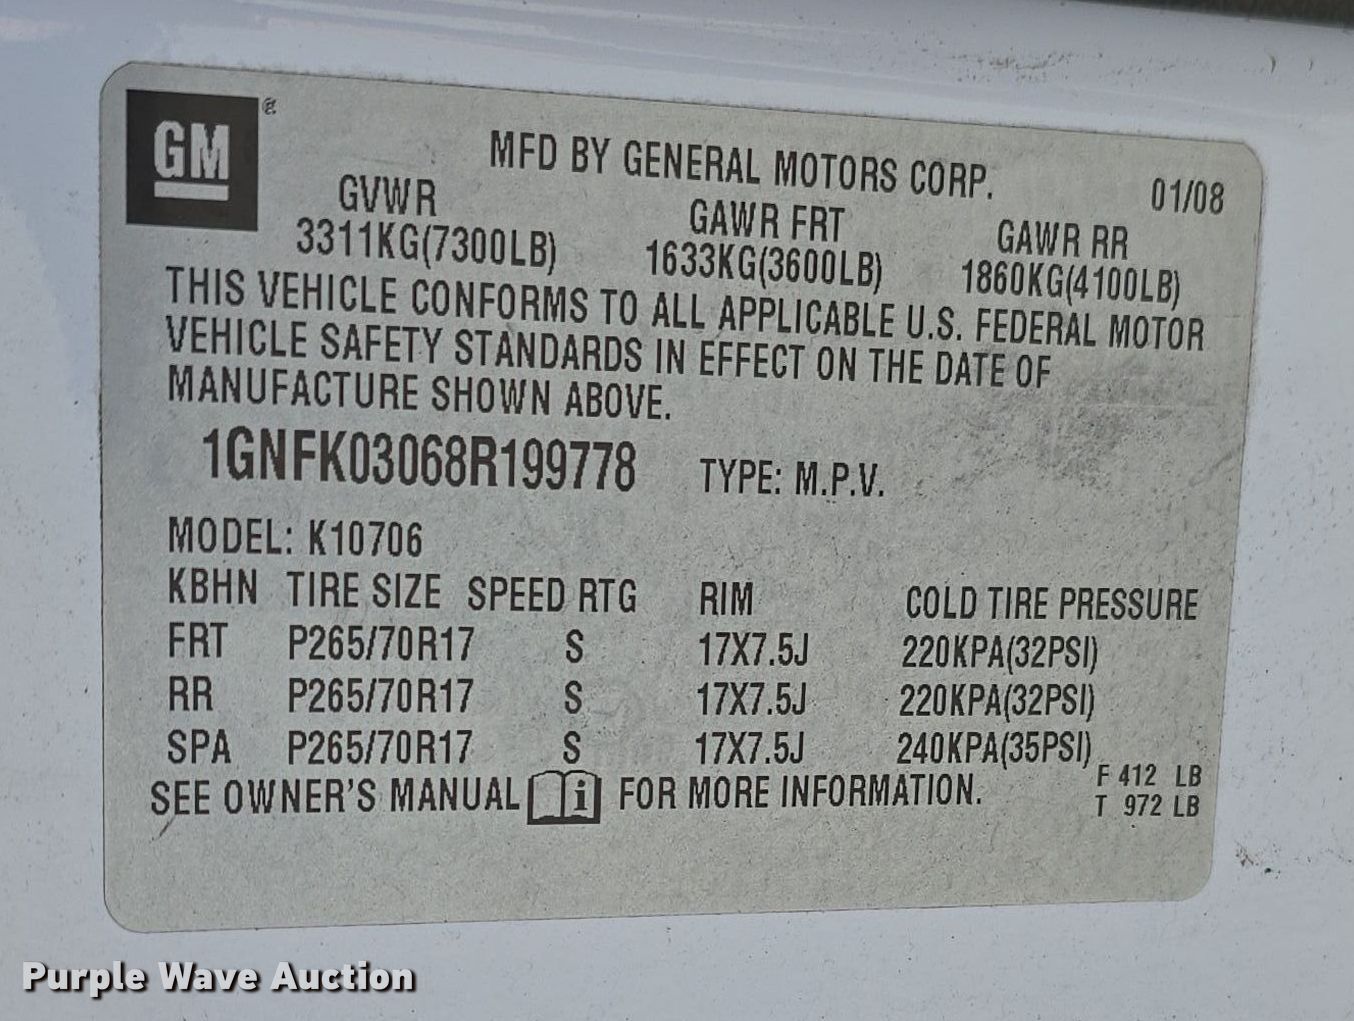 GM ®
MFD BY GENERAL MOTORS CORP. 01/08
GVWR GAWR FRT GAWR RR
3311KG(7300LB) 1633KG(3600LB) 1860KG(4100LB)
THIS VEHICLE CONFORMS TO ALL APPLICABLE U.S. FEDERAL MOTOR
VEHICLE SAFETY STANDARDS IN EFFECT ON THE DATE OF
MANUFACTURE SHOWN ABOVE.
1GNFK03068R199778 TYPE: M.P.V.
MODEL: K10706
KBHN TIRE SIZE SPEED RTG RIM COLD TIRE PRESSURE
FRT P265/70R17 S 17X7.5J 220KPA(32PSI)
RR P265/70R17 S 17X7.5J 220KPA(32PSI)
SPA P265/70R17 S 17X7.5J 240KPA(35PSI)
SEE OWNER'S MANUAL i FOR MORE INFORMATION. F 412 LB
T 972 LB
Purple Wave Auction